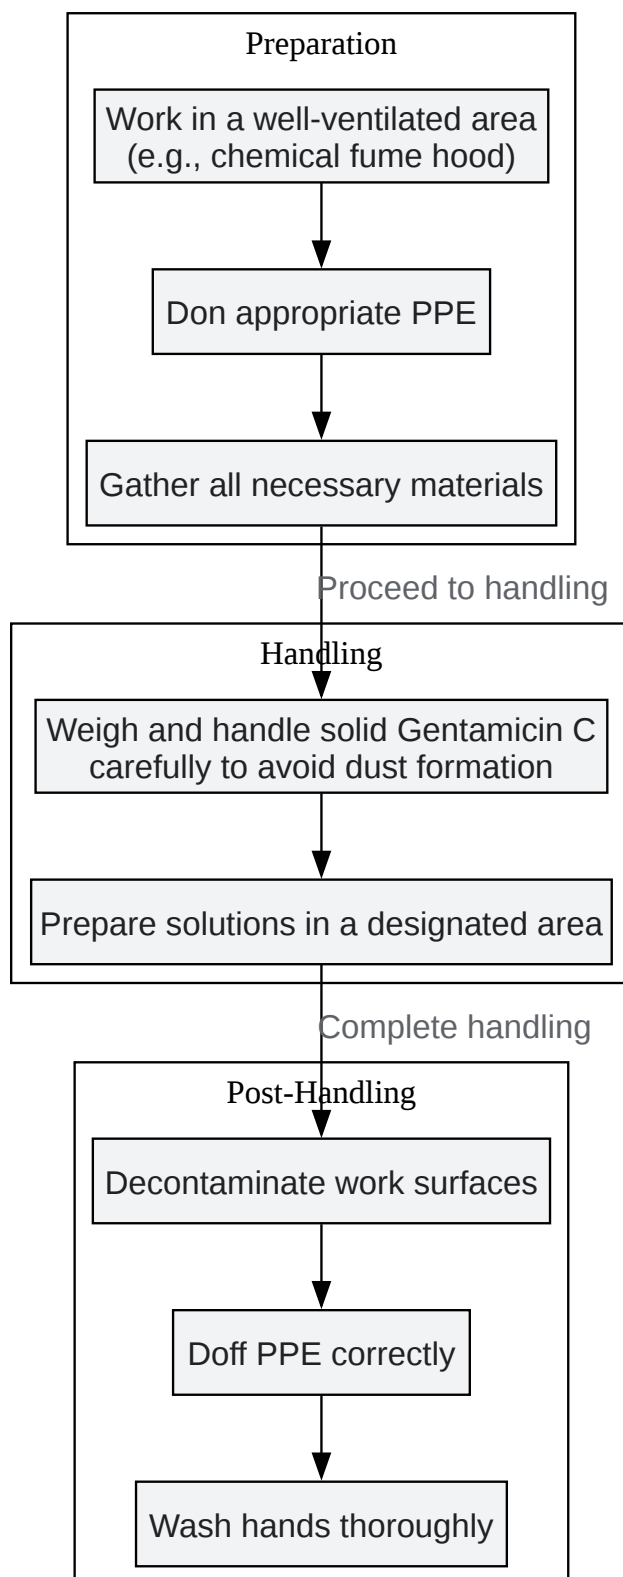 Preparation
Work in a well-ventilated area
(e.g., chemical fume hood)
Don appropriate PPE
Gather all necessary materials
Proceed to handling
Handling
Weigh and handle solid Gentamicin C
carefully to avoid dust formation
Prepare solutions in a designated area
Complete handling
Post-Handling
Decontaminate work surfaces
Doff PPE correctly
Wash hands thoroughly